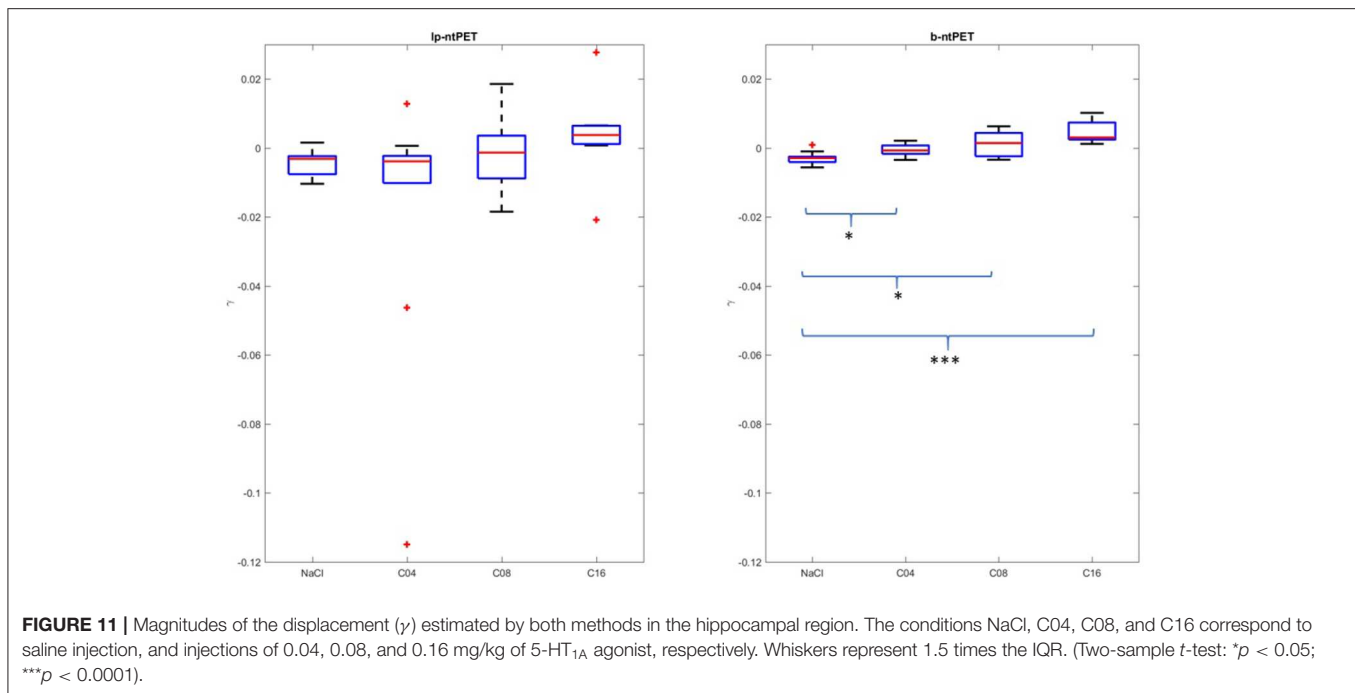 lp-ntPET
0.02
0
-0.02
-0.04
-0.06
-0.08
-0.1
-0.12
γ
NaCl
C04
C08
C16
b-ntPET
0.02
0
-0.02
-0.04
-0.06
-0.08
-0.1
-0.12
γ
*
*
***
NaCl
C04
C08
C16
FIGURE 11 | Magnitudes of the displacement (γ) estimated by both methods in the hippocampal region. The conditions NaCl, C04, C08, and C16 correspond to
saline injection, and injections of 0.04, 0.08, and 0.16 mg/kg of 5-HT1A agonist, respectively. Whiskers represent 1.5 times the IQR. (Two-sample t-test: *p < 0.05;
***p < 0.0001).